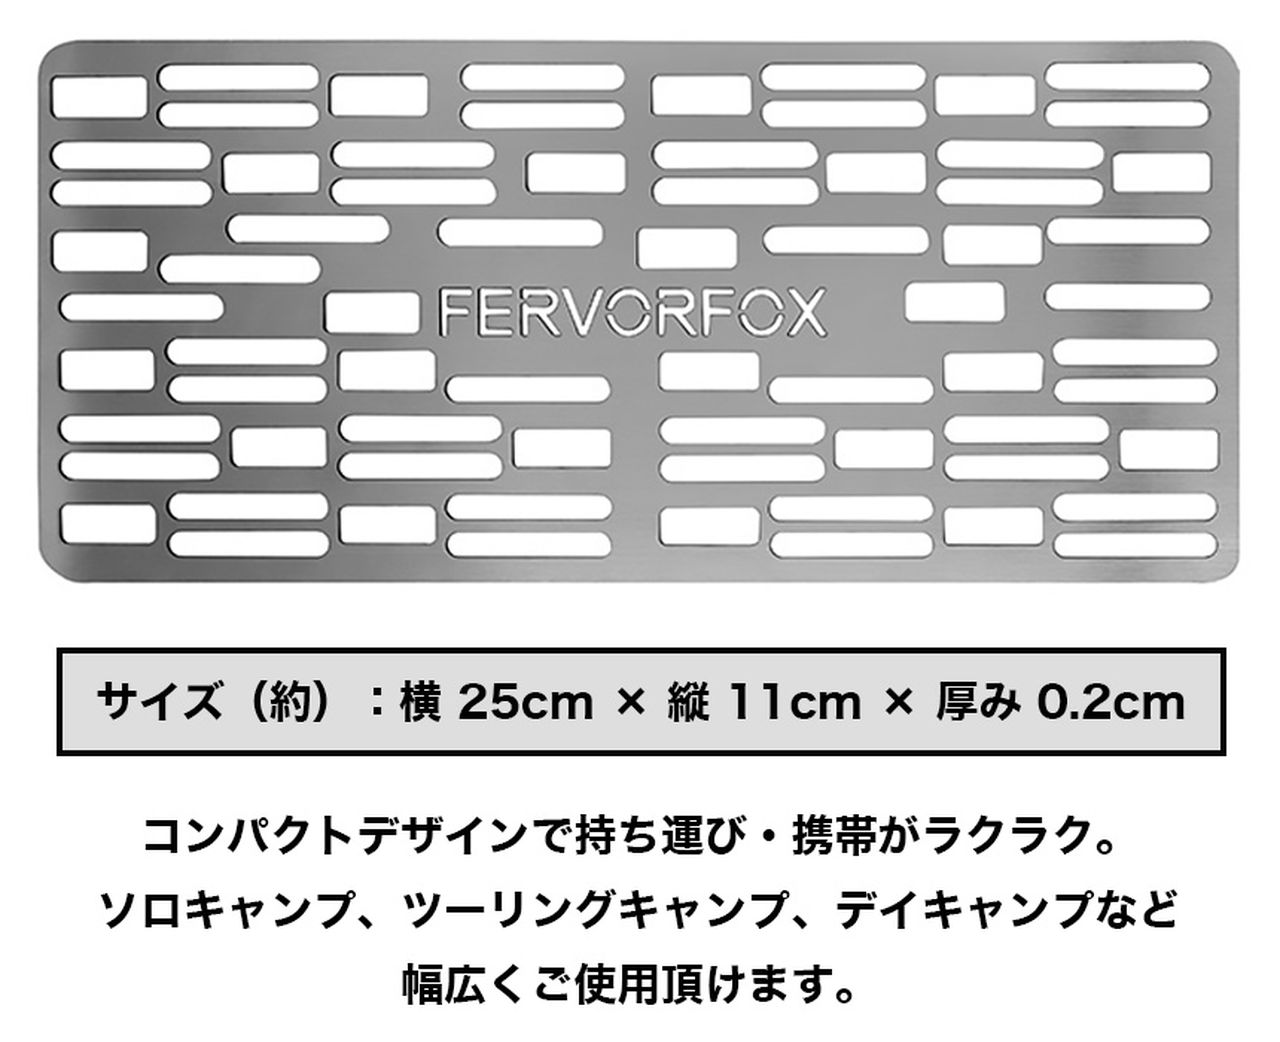 FERVORFOX
サイズ（約）：横 25cm × 縦 11cm × 厚み 0.2cm
コンパクトデザインで持ち運び・携帯がラクラク。
ソロキャンプ、ツーリングキャンプ、デイキャンプなど
幅広くご使用頂けます。